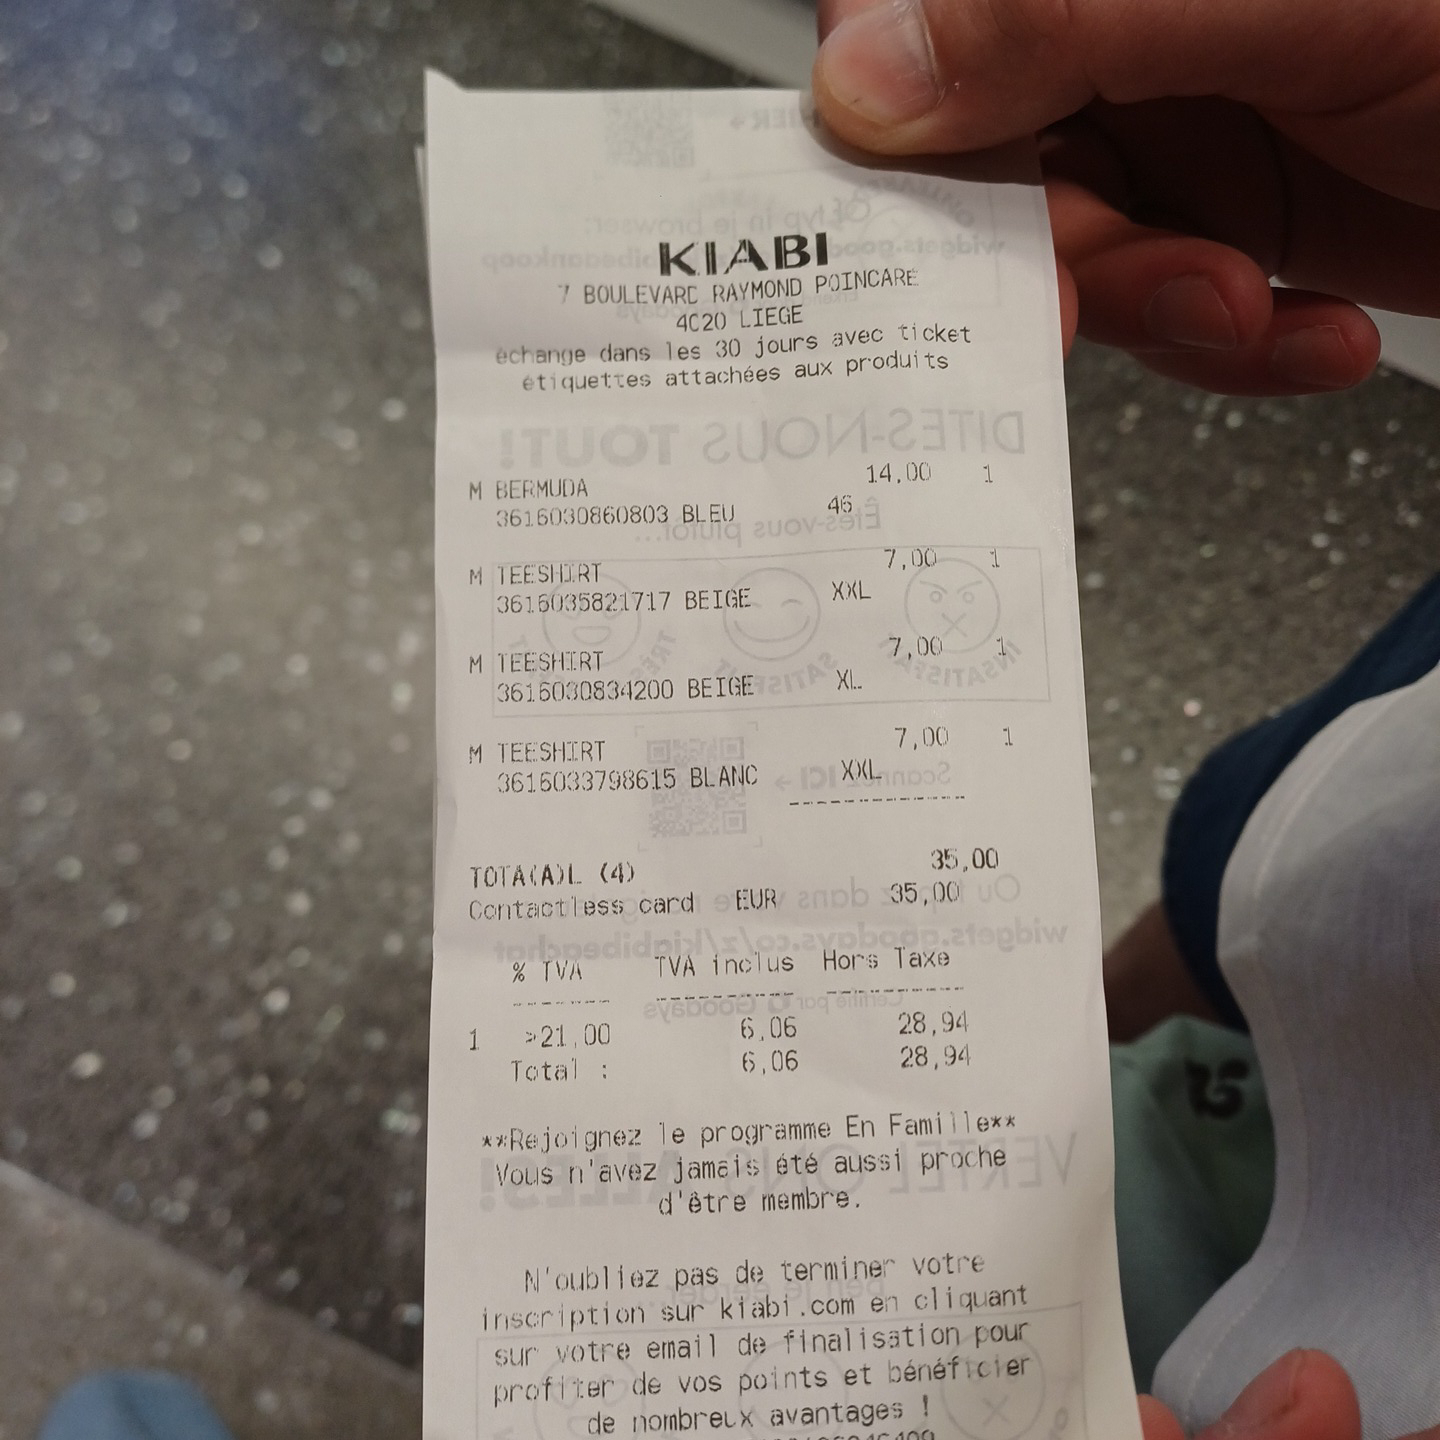 KIABI
7 BOULEVARD RAYMOND POINCARE
4020 LIEGE
échange dans les 30 jours avec ticket
étiquettes attachées aux produits
M BERMUDA 14,00 1
3616030860803 BLEU 46
M TEESHIRT 7,00 1
3616035821717 BEIGE XXL
M TEESHIRT 7,00 1
3616030834200 BEIGE XL
M TEESHIRT 7,00 1
3616033798615 BLANC XXL
TOTA(A)L (4) 35,00
Contactless card EUR 35,00
% TVA TVA inclus Hors Taxe
1 >21,00 6,06 28,94
Total : 6,06 28,94
**Rejoignez le programme En Famille**
Vous n'avez jamais été aussi proche
d'être membre.
N'oubliez pas de terminer votre
inscription sur kiabi.com en cliquant
sur votre email de finalisation pour
profiter de vos points et bénéficier
de nombreux avantages !